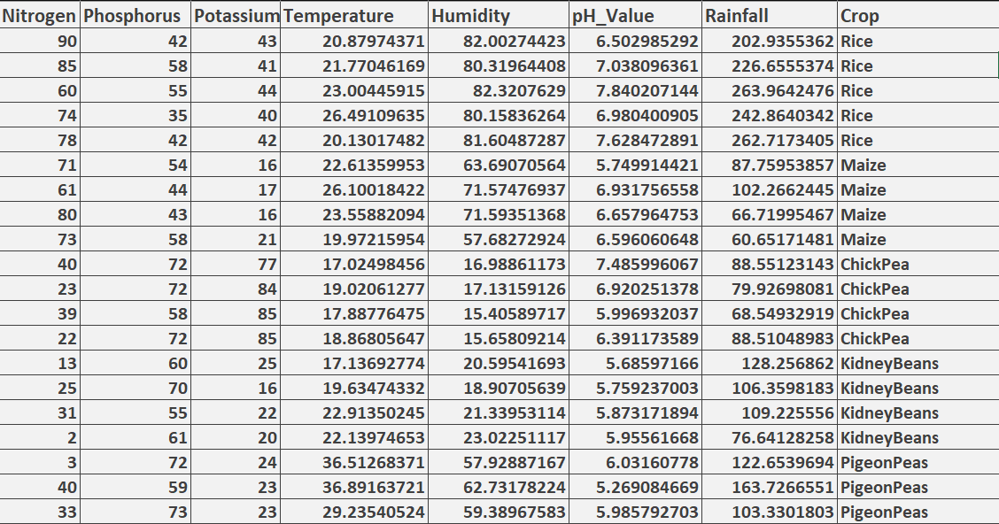 Nitrogen Phosphorus Potassium Temperature Humidity pH_Value Rainfall Crop
90 42 43 20.87974371 82.00274423 6.502985292 202.9355362 Rice
85 58 41 21.77046169 80.31964408 7.038096361 226.6555374 Rice
60 55 44 23.00445915 82.3207629 7.840207144 263.9642476 Rice
74 35 40 26.49109635 80.15836264 6.980400905 242.8640342 Rice
78 42 42 20.13017482 81.60487287 7.628472891 262.7173405 Rice
71 54 16 22.61359953 63.69070564 5.749914421 87.75953857 Maize
61 44 17 26.10018422 71.57476937 6.931756558 102.2662445 Maize
80 43 16 23.55882094 71.59351368 6.657964753 66.71995467 Maize
73 58 21 19.97215954 57.68272924 6.596060648 60.65171481 Maize
40 72 77 17.02498456 16.98861173 7.485996067 88.55123143 ChickPea
23 72 84 19.02061277 17.13159126 6.920251378 79.92698081 ChickPea
39 58 85 17.88776475 15.40589717 5.996932037 68.54932919 ChickPea
22 72 85 18.86805647 15.65809214 6.391173589 88.51048983 ChickPea
13 60 25 17.13692774 20.59541693 5.68597166 128.256862 KidneyBeans
25 70 16 19.63474332 18.90705639 5.759237003 106.3598183 KidneyBeans
31 55 22 22.91350245 21.33953114 5.873171894 109.225556 KidneyBeans
2 61 20 22.13974653 23.02251117 5.95561668 76.64128258 KidneyBeans
3 72 24 36.51268371 57.92887167 6.03160778 122.6539694 PigeonPeas
40 59 23 36.89163721 62.73178224 5.269084669 163.7266551 PigeonPeas
33 73 23 29.23540524 59.38967583 5.985792703 103.3301803 PigeonPeas